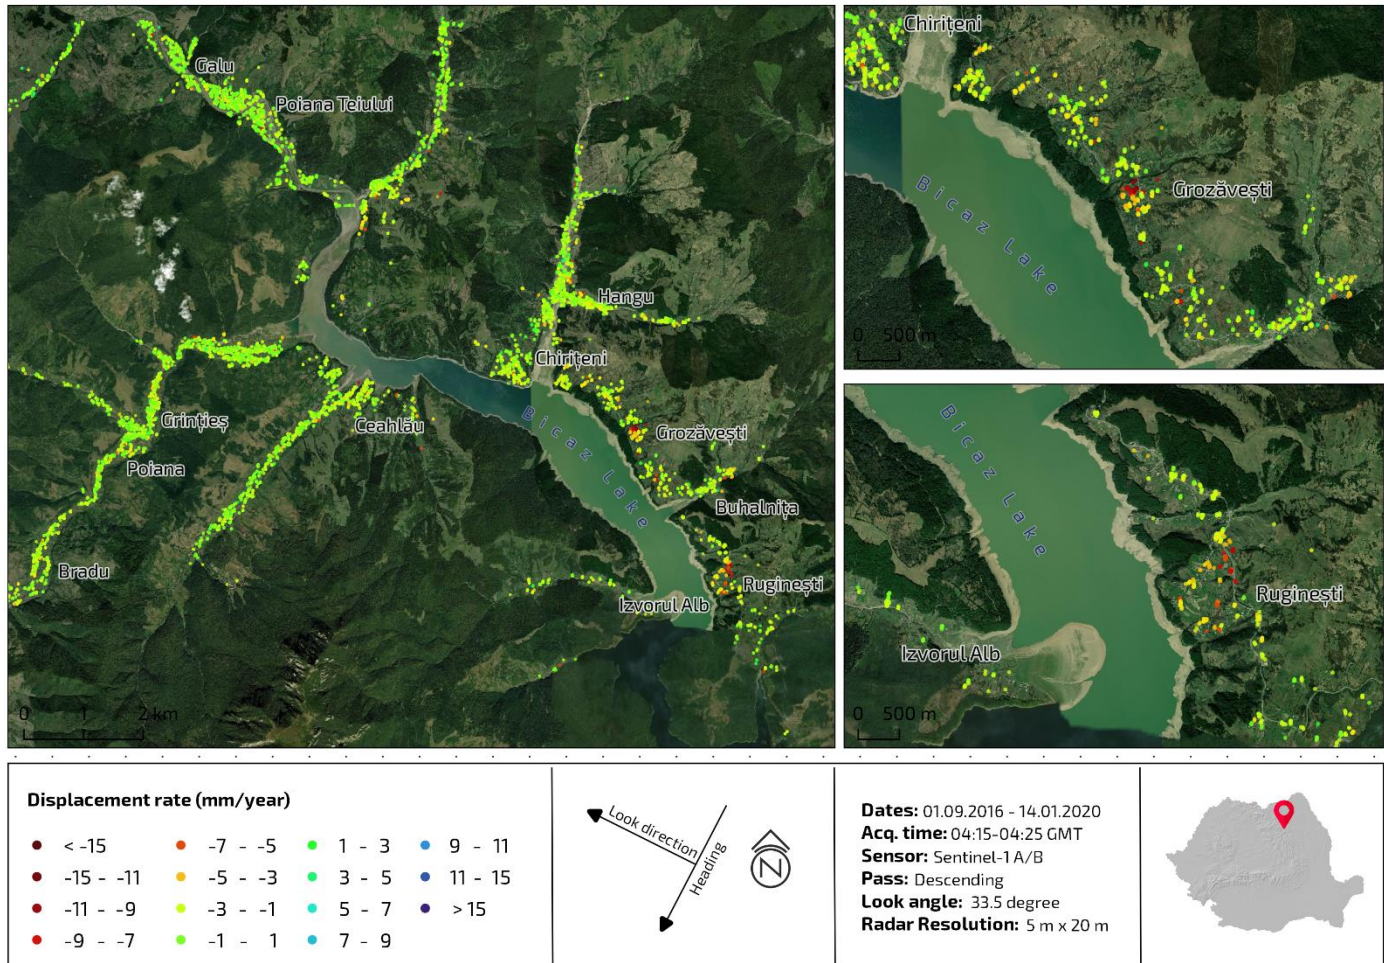 Galu
Poiana Teiului
Hangu
Chirițeni
Grințieș
Ceahlău
Poiana
Bicaz Lake
Grozăvești
Buhalnița
Bradu
Ruginești
Izvorul Alb
0 1 2 km
Chirițeni
Grozăvești
Bicaz Lake
0 500 m
Bicaz Lake
Ruginești
Izvorul Alb
0 500 m
Displacement rate (mm/year)
< -15
-15 - -11
-11 - -9
-9 - -7
-7 - -5
-5 - -3
-3 - -1
-1 - 1
1 - 3
3 - 5
5 - 7
7 - 9
9 - 11
11 - 15
> 15
Look direction
Heading
N
Dates: 01.09.2016 - 14.01.2020
Acq. time: 04:15-04:25 GMT
Sensor: Sentinel-1 A/B
Pass: Descending
Look angle: 33.5 degree
Radar Resolution: 5 m x 20 m